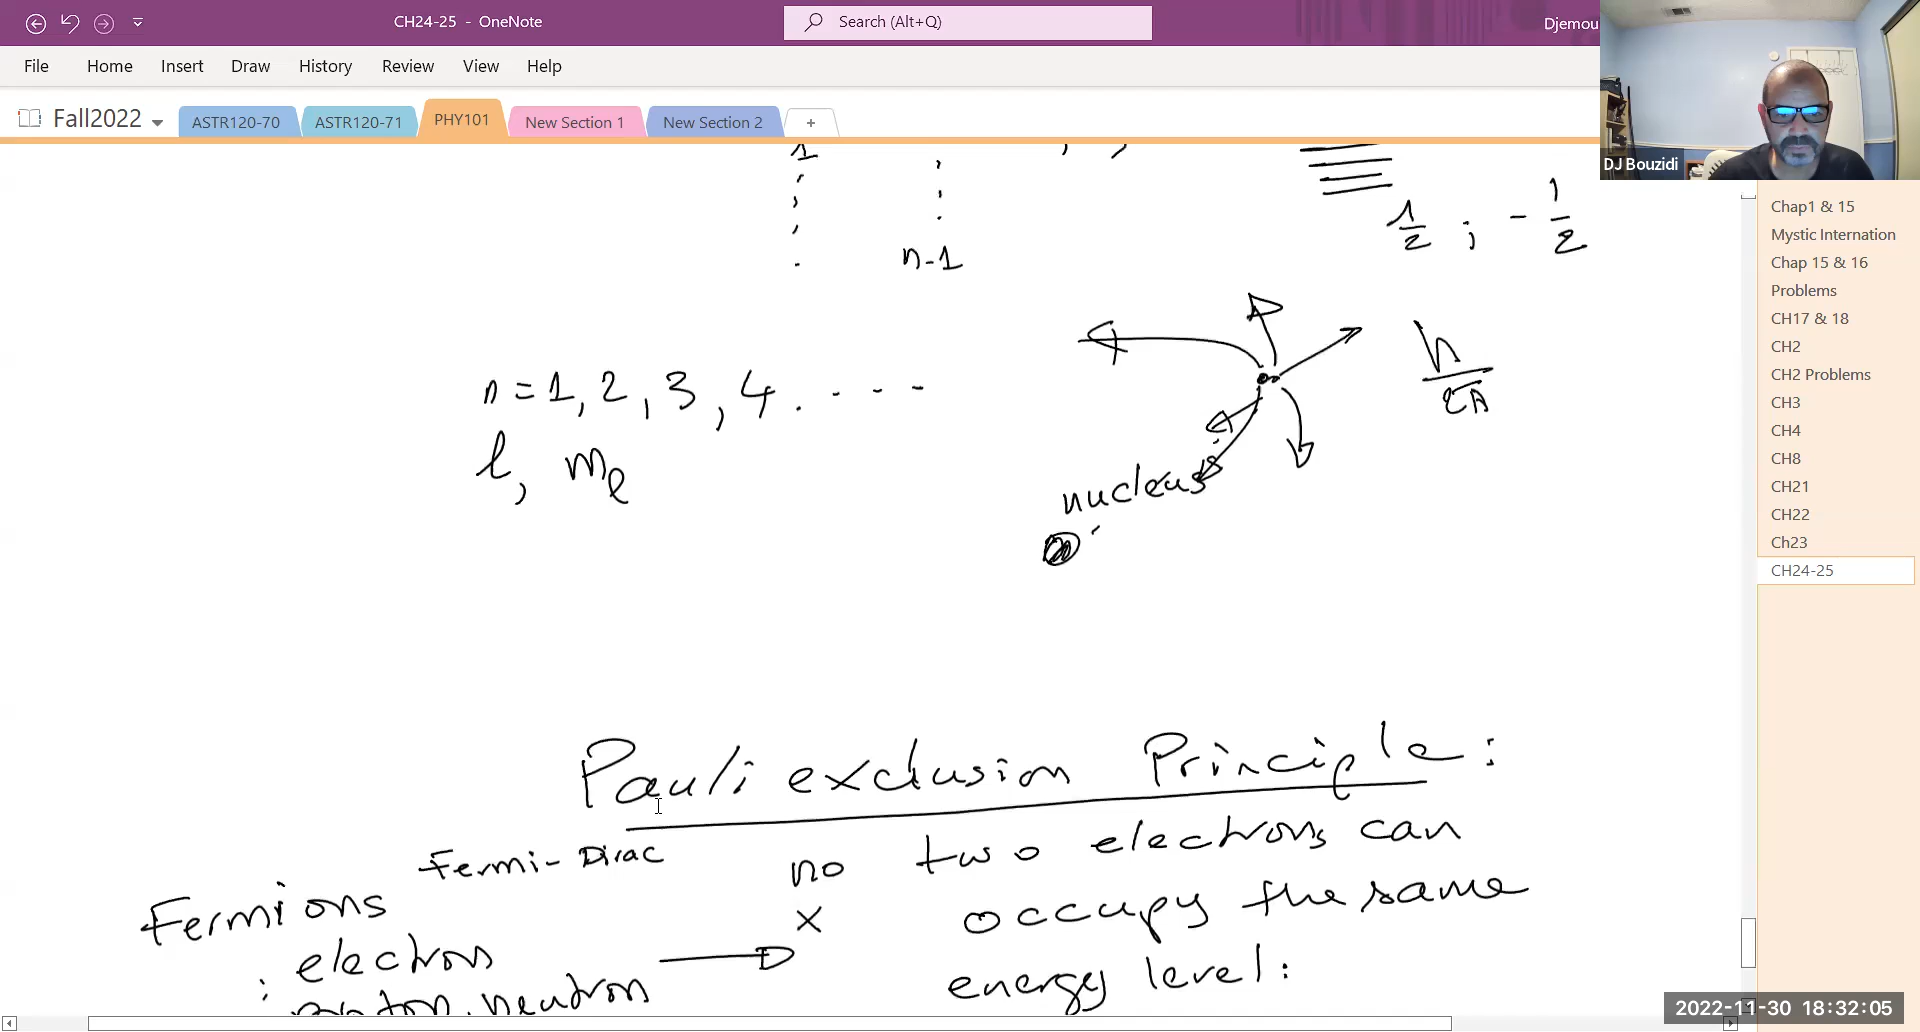 CH24-25 - OneNote
Search (Alt+Q)
Djemou
File Home Insert Draw History Review View Help
Fall2022 ASTR120-70 ASTR120-71 PHY101 New Section 1 New Section 2 +
DJ Bouzidi
Chap1 & 15
Mystic Internation
Chap 15 & 16
Problems
CH17 & 18
CH2
CH2 Problems
CH3
CH4
CH8
CH21
CH22
Ch23
CH24-25
1
n-1
1/2 ; - 1/2
n = 1, 2, 3, 4. . . .
l, mₗ
nucleus
Pauli exclusion Principle:
Fermi-Dirac
no two electrons can
Fermions
x occupy the same
: electron
energy level:
proton, neutron
2022-11-30 18:32:05